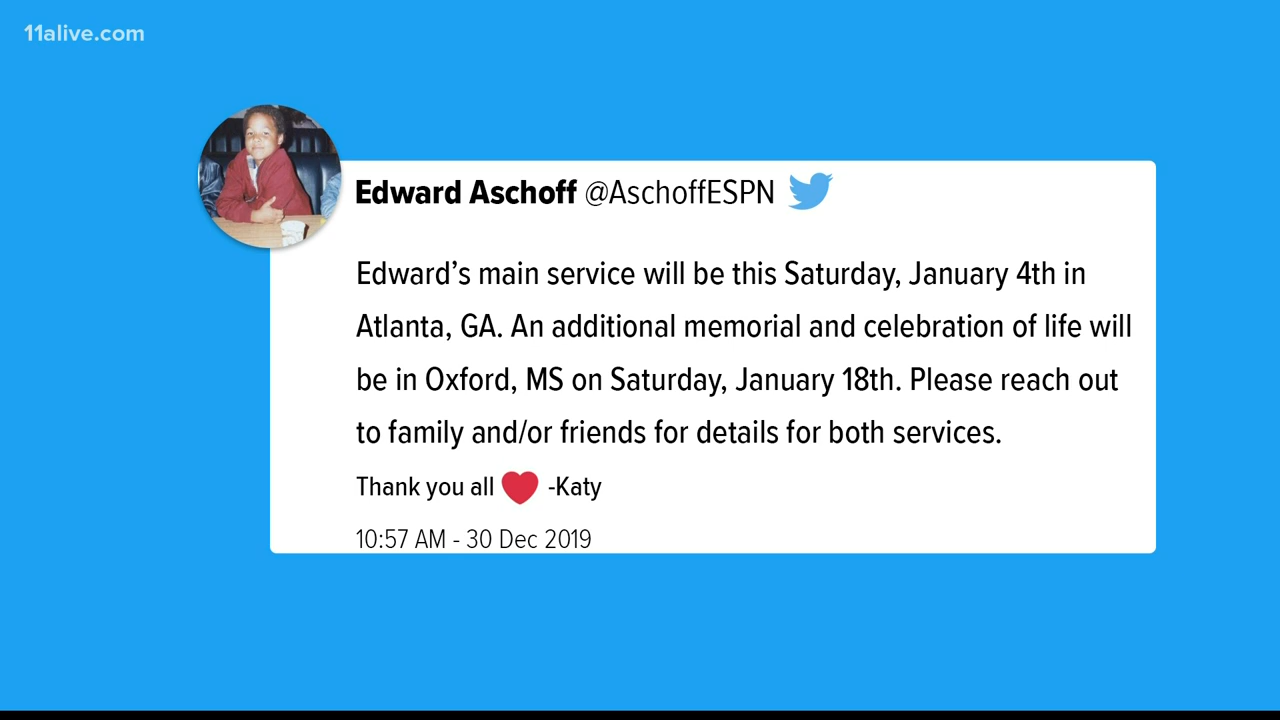 11alive.com
Edward Aschoff @AschoffESPN
Edward’s main service will be this Saturday, January 4th in
Atlanta, GA. An additional memorial and celebration of life will
be in Oxford, MS on Saturday, January 18th. Please reach out
to family and/or friends for details for both services.
Thank you all ❤️ -Katy
10:57 AM - 30 Dec 2019